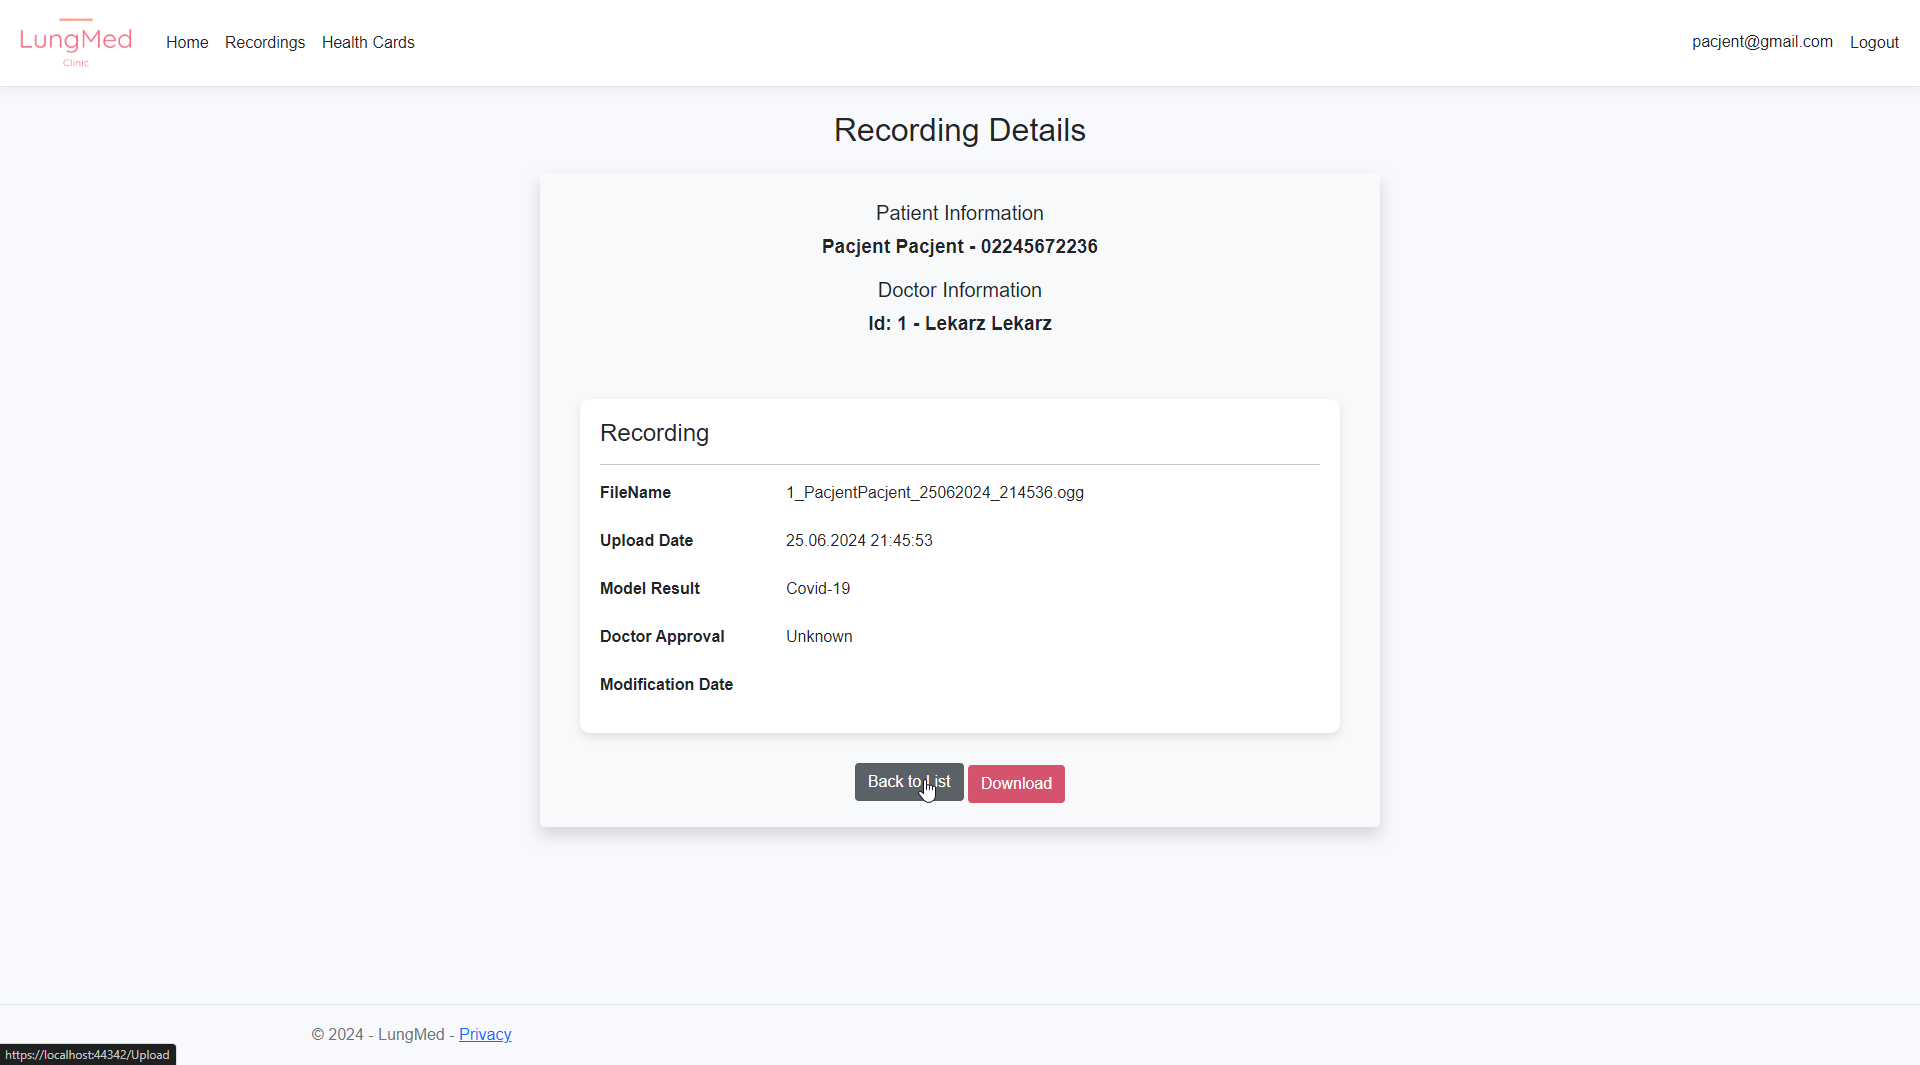 LungMed
Clinic
Home Recordings Health Cards
pacjent@gmail.com Logout
Recording Details
Patient Information
Pacjent Pacjent - 02245672236
Doctor Information
Id: 1 - Lekarz Lekarz
Recording
FileName 1_PacjentPacjent_25062024_214536.ogg
Upload Date 25.06.2024 21:45:53
Model Result Covid-19
Doctor Approval Unknown
Modification Date
Back to List Download
© 2024 - LungMed - Privacy
https://localhost:44342/Upload